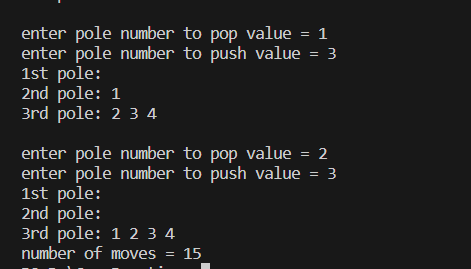 enter pole number to pop value = 1
enter pole number to push value = 3
1st pole:
2nd pole: 1
3rd pole: 2 3 4
enter pole number to pop value = 2
enter pole number to push value = 3
1st pole:
2nd pole:
3rd pole: 1 2 3 4
number of moves = 15